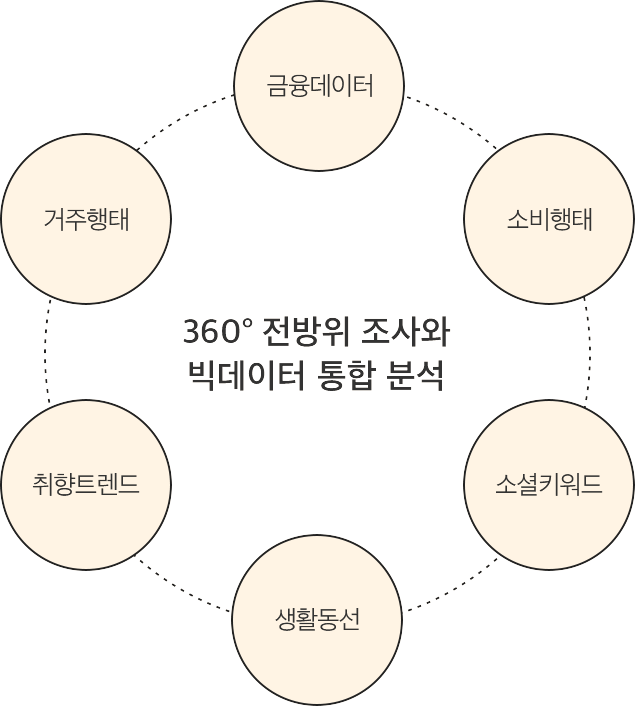 금융데이터
거주행태
소비행태
360° 전방위 조사와
빅데이터 통합 분석
취향트렌드
소셜키워드
생활동선